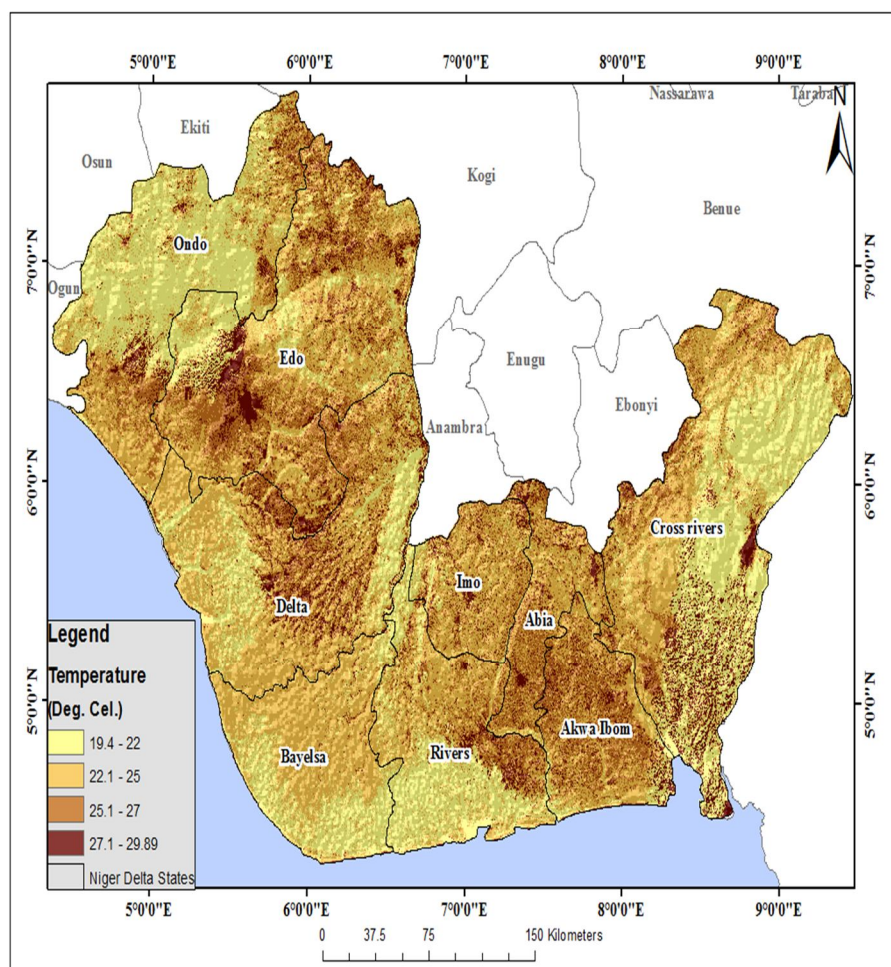 5°0'0"E 6°0'0"E 7°0'0"E 8°0'0"E 9°0'0"E
Nassarawa
Taraba
N
Ekiti
Osun
Kogi
Benue
Ondo
7°0'0"N
7°0'0"N
Ogun
Edo
Enugu
Ebonyi
Anambra
6°0'0"N
6°0'0"N
Cross rivers
Imo
Delta
Abia
Legend
Temperature
(Deg. Cel.)
19.4 - 22
22.1 - 25
25.1 - 27
27.1 - 29.89
Niger Delta States
5°0'0"N
Akwa Ibom
Rivers
Bayelsa
5°0'0"E 6°0'0"E 7°0'0"E 8°0'0"E 9°0'0"E
0 37.5 75 150 Kilometers